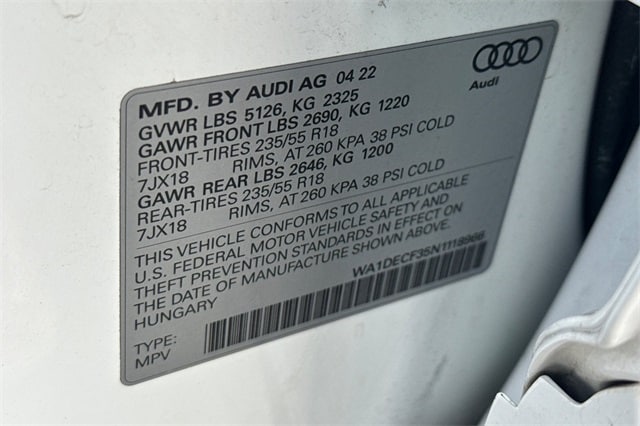 MFD. BY AUDI AG 04 22
Audi
GVWR LBS 5126, KG 2325
GAWR FRONT LBS 2690, KG 1220
FRONT-TIRES 235/55 R18
7JX18 RIMS, AT 260 KPA 38 PSI COLD
GAWR REAR LBS 2646, KG 1200
REAR-TIRES 235/55 R18
7JX18 RIMS, AT 260 KPA 38 PSI COLD
THIS VEHICLE CONFORMS TO ALL APPLICABLE
U.S. FEDERAL MOTOR VEHICLE SAFETY AND
THEFT PREVENTION STANDARDS IN EFFECT ON
THE DATE OF MANUFACTURE SHOWN ABOVE.
HUNGARY
WA1DECF35N1118966
TYPE:
MPV